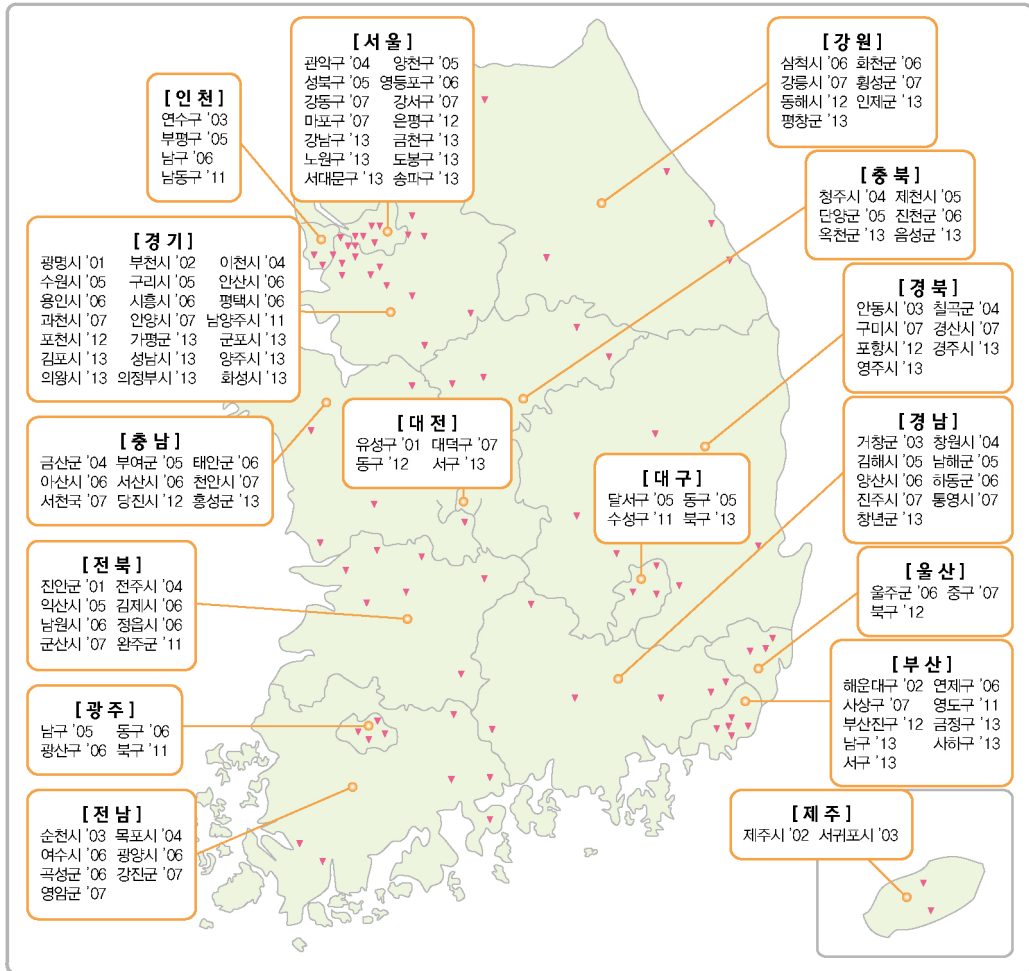 [서울]
관악구 '04 양천구 '05
성북구 '05 영등포구 '06
강동구 '07 강서구 '07
마포구 '07 은평구 '12
강남구 '13 금천구 '13
노원구 '13 도봉구 '13
서대문구 '13 송파구 '13
[강원]
삼척시 '06 화천군 '06
강릉시 '07 횡성군 '07
동해시 '12 인제군 '13
평창군 '13
[인천]
연수구 '03
부평구 '05
남구 '06
남동구 '11
[충북]
청주시 '04 제천시 '05
단양군 '05 진천군 '06
옥천군 '13 음성군 '13
[경기]
광명시 '01 부천시 '02 이천시 '04
수원시 '05 구리시 '05 안산시 '06
용인시 '06 시흥시 '06 평택시 '06
과천시 '07 안양시 '07 남양주시 '11
포천시 '12 가평군 '13 군포시 '13
김포시 '13 성남시 '13 양주시 '13
의왕시 '13 의정부시 '13 화성시 '13
[경북]
안동시 '03 칠곡군 '04
구미시 '07 경산시 '07
포항시 '12 경주시 '13
영주시 '13
[대전]
유성구 '01 대덕구 '07
동구 '12 서구 '13
[경남]
거창군 '03 창원시 '04
김해시 '05 남해군 '05
양산시 '06 하동군 '06
진주시 '07 통영시 '07
창년군 '13
[충남]
금산군 '04 부여군 '05 태안군 '06
아산시 '06 서산시 '06 천안시 '07
서천국 '07 당진시 '12 홍성군 '13
[대구]
달서구 '05 동구 '05
수성구 '11 북구 '13
[전북]
진안군 '01 전주시 '04
익산시 '05 김제시 '06
남원시 '06 정읍시 '06
군산시 '07 완주군 '11
[울산]
울주군 '06 중구 '07
북구 '12
[부산]
해운대구 '02 연제구 '06
사상구 '07 영도구 '11
부산진구 '12 금정구 '13
남구 '13 사하구 '13
서구 '13
[광주]
남구 '05 동구 '06
광산구 '06 북구 '11
[전남]
순천시 '03 목포시 '04
여수시 '06 광양시 '06
곡성군 '06 강진군 '07
영암군 '07
[제주]
제주시 '02 서귀포시 '03